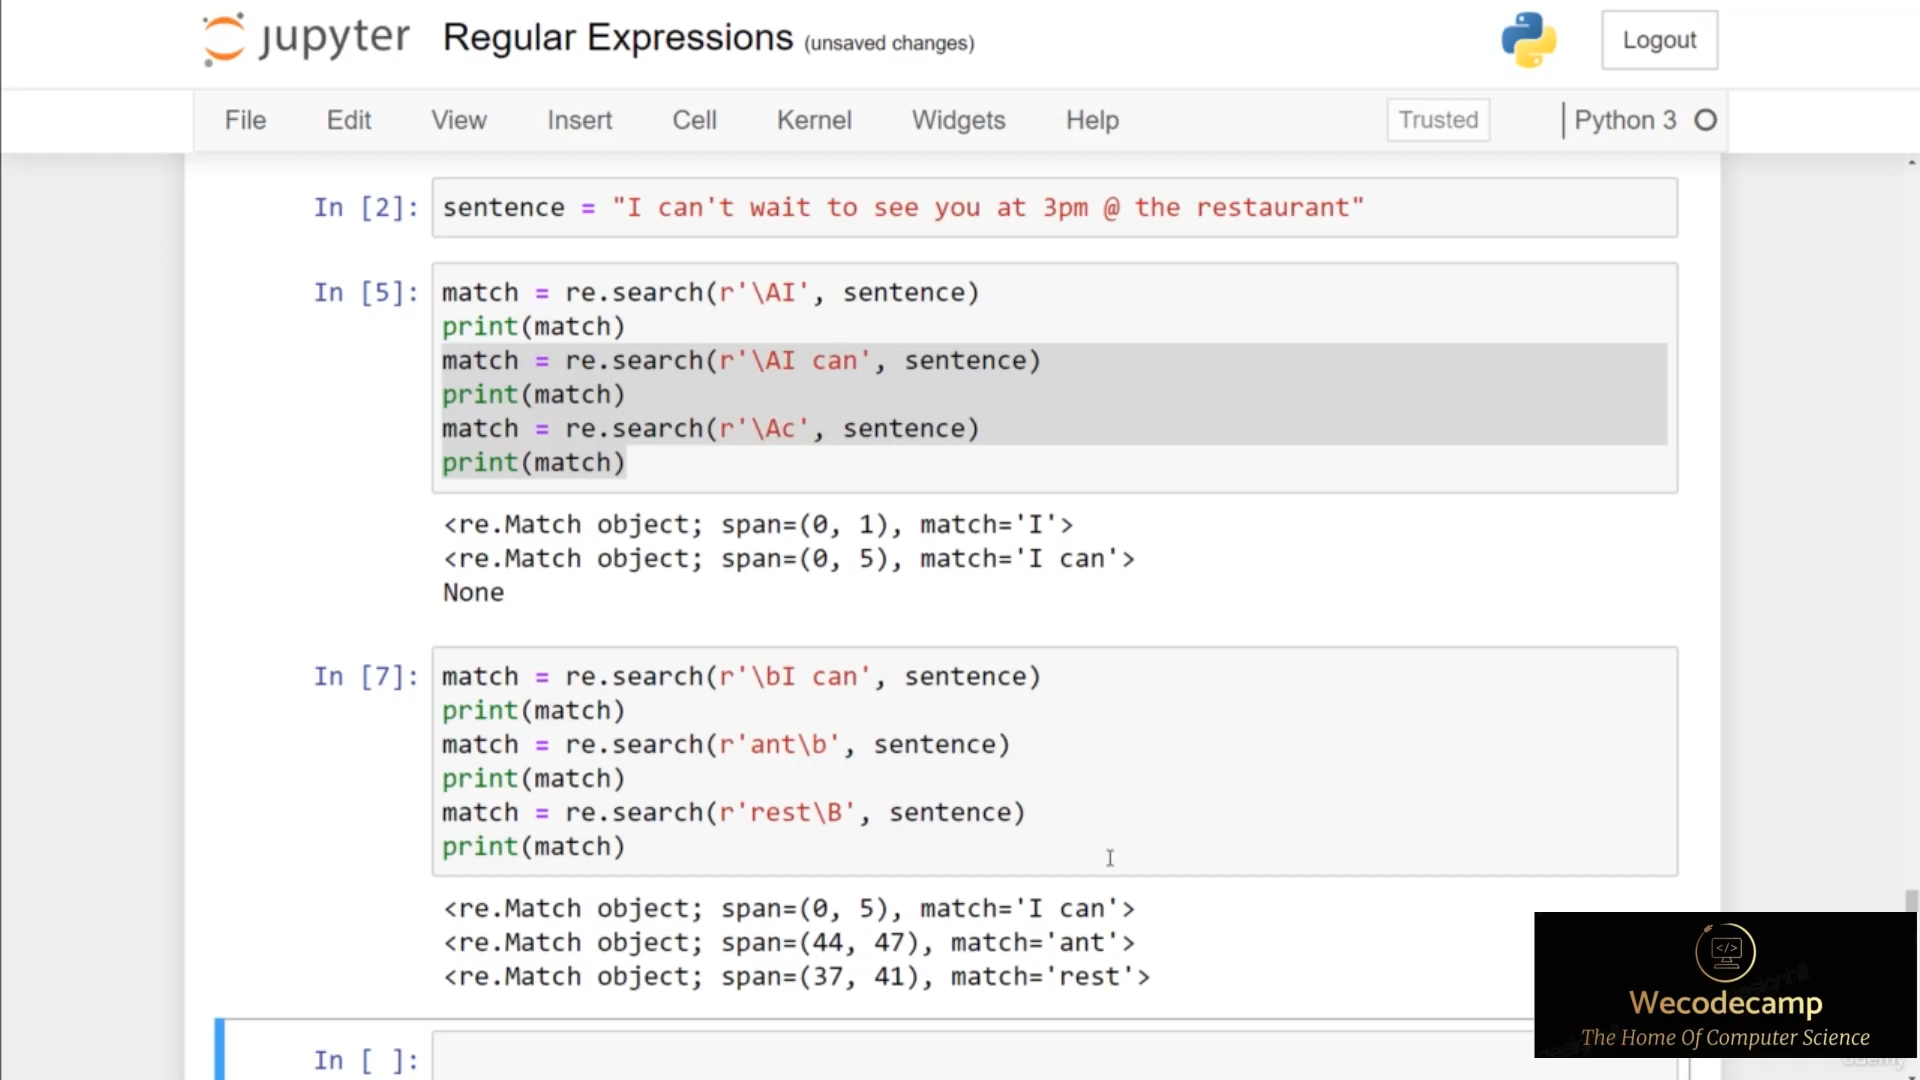 jupyter Regular Expressions (unsaved changes)
Logout
File Edit View Insert Cell Kernel Widgets Help Trusted Python 3
In [2]: sentence = "I can't wait to see you at 3pm @ the restaurant"
In [5]: match = re.search(r'\AI', sentence)
print(match)
match = re.search(r'\AI can', sentence)
print(match)
match = re.search(r'\Ac', sentence)
print(match)
<re.Match object; span=(0, 1), match='I'>
<re.Match object; span=(0, 5), match='I can'>
None
In [7]: match = re.search(r'\bI can', sentence)
print(match)
match = re.search(r'ant\b', sentence)
print(match)
match = re.search(r'rest\B', sentence)
print(match)
<re.Match object; span=(0, 5), match='I can'>
<re.Match object; span=(44, 47), match='ant'>
<re.Match object; span=(37, 41), match='rest'>
In [ ]:
</>
Wecodecamp
The Home Of Computer Science